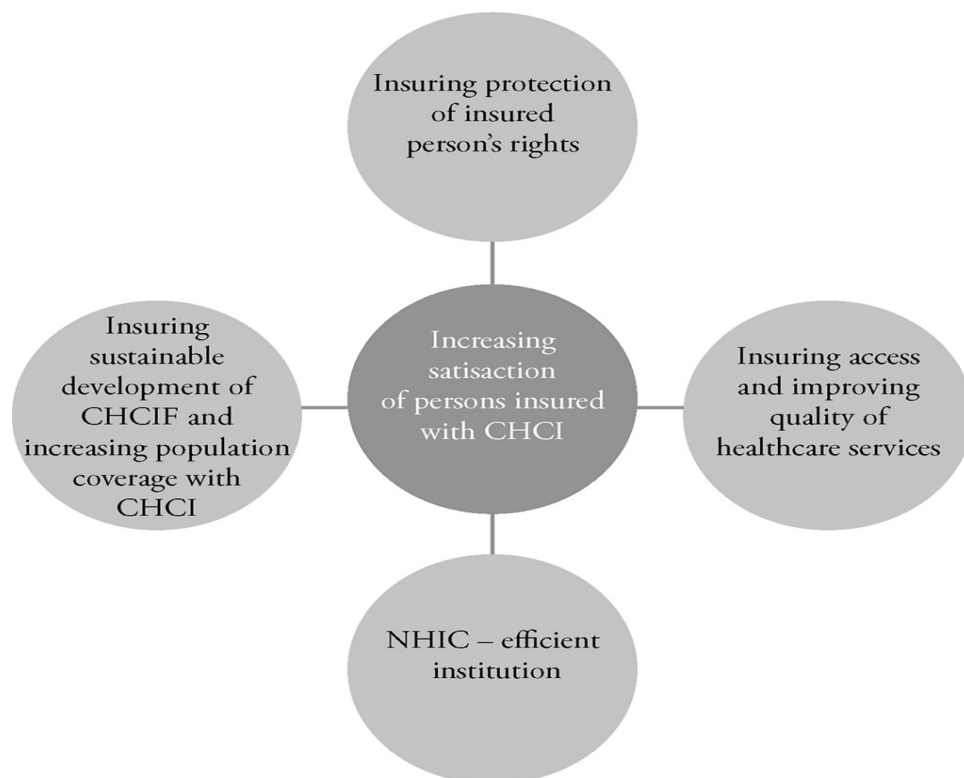 Insuring protection
of insured
person’s rights
Insuring
sustainable
development of
CHCIF and
increasing population
coverage with
CHCI
Increasing
satisaction
of persons insured
with CHCI
Insuring access
and improving
quality of
healthcare services
NHIC – efficient
institution